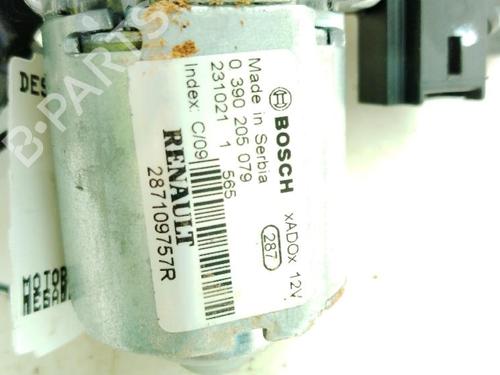 BOSCH
xADOx 12V
287
Made in Serbia
0 390 205 079
231021 1 565
Index: C/09
RENAULT
287109757R
DES
MOTOR
B-PARTS